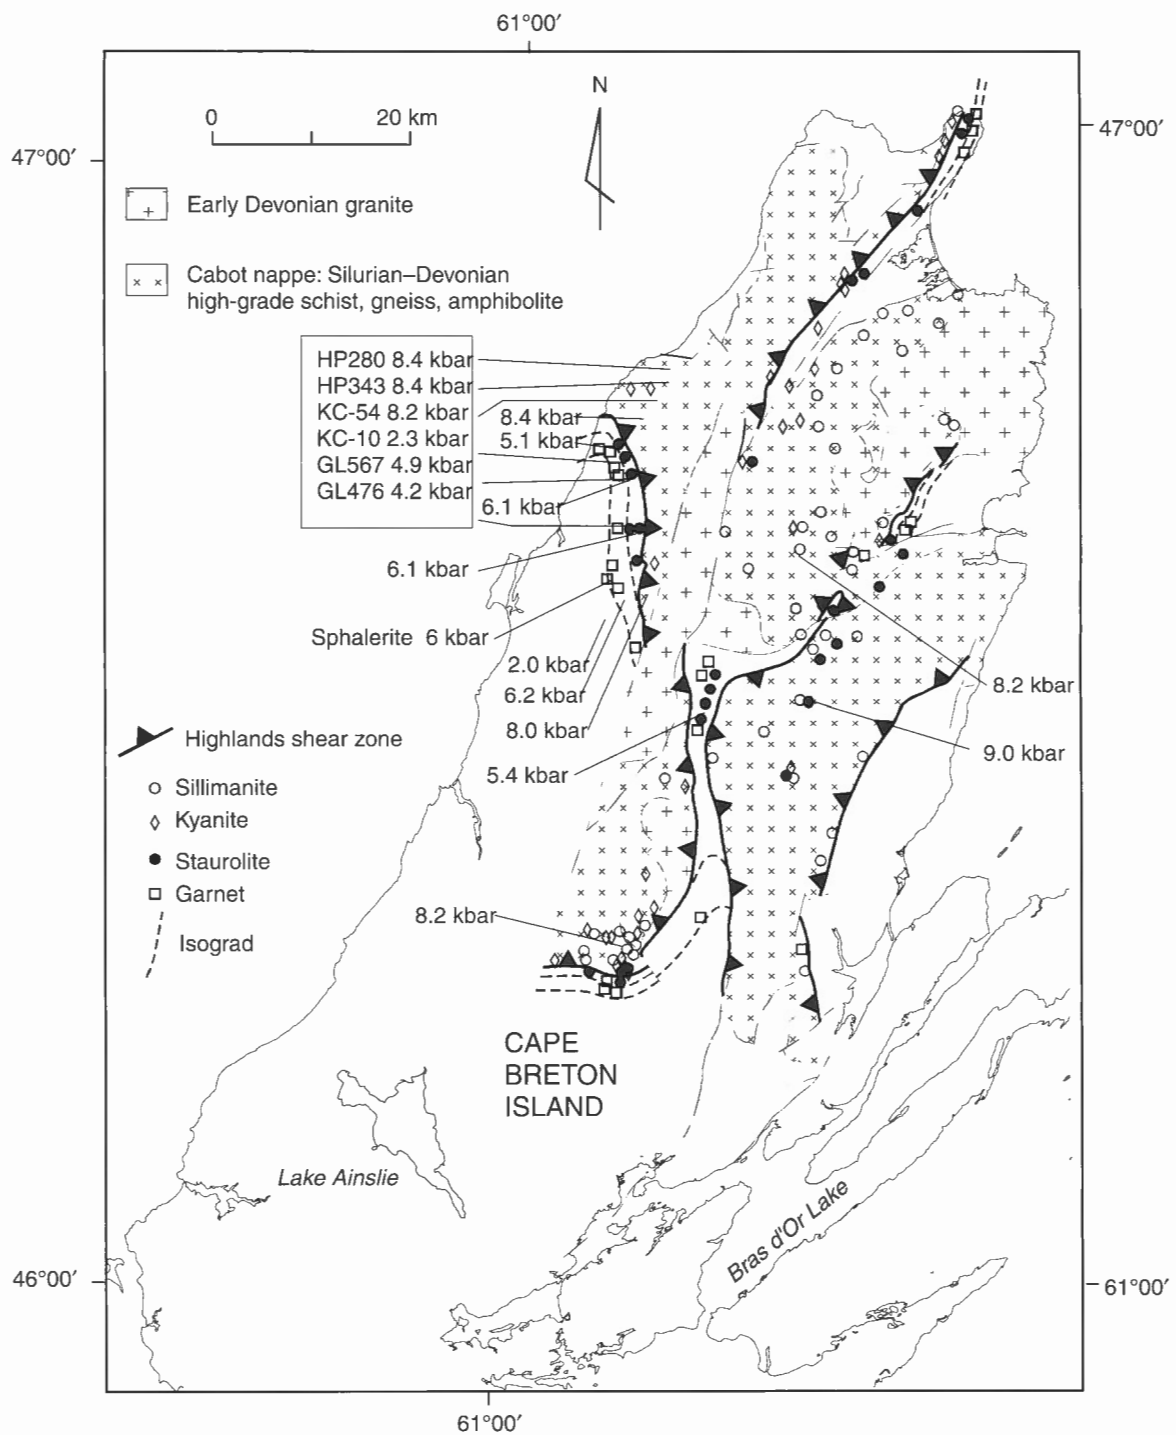 61°00′
0 20 km
N
47°00′
47°00′
Early Devonian granite
Cabot nappe: Silurian–Devonian
high-grade schist, gneiss, amphibolite
HP280 8.4 kbar
HP343 8.4 kbar
KC-54 8.2 kbar
KC-10 2.3 kbar
GL567 4.9 kbar
GL476 4.2 kbar
8.4 kbar
5.1 kbar
6.1 kbar
6.1 kbar
Sphalerite 6 kbar
2.0 kbar
6.2 kbar
8.0 kbar
5.4 kbar
8.2 kbar
9.0 kbar
Highlands shear zone
Sillimanite
Kyanite
Staurolite
Garnet
Isograd
8.2 kbar
CAPE
BRETON
ISLAND
Lake Ainslie
Bras d'Or Lake
46°00′
61°00′
61°00′